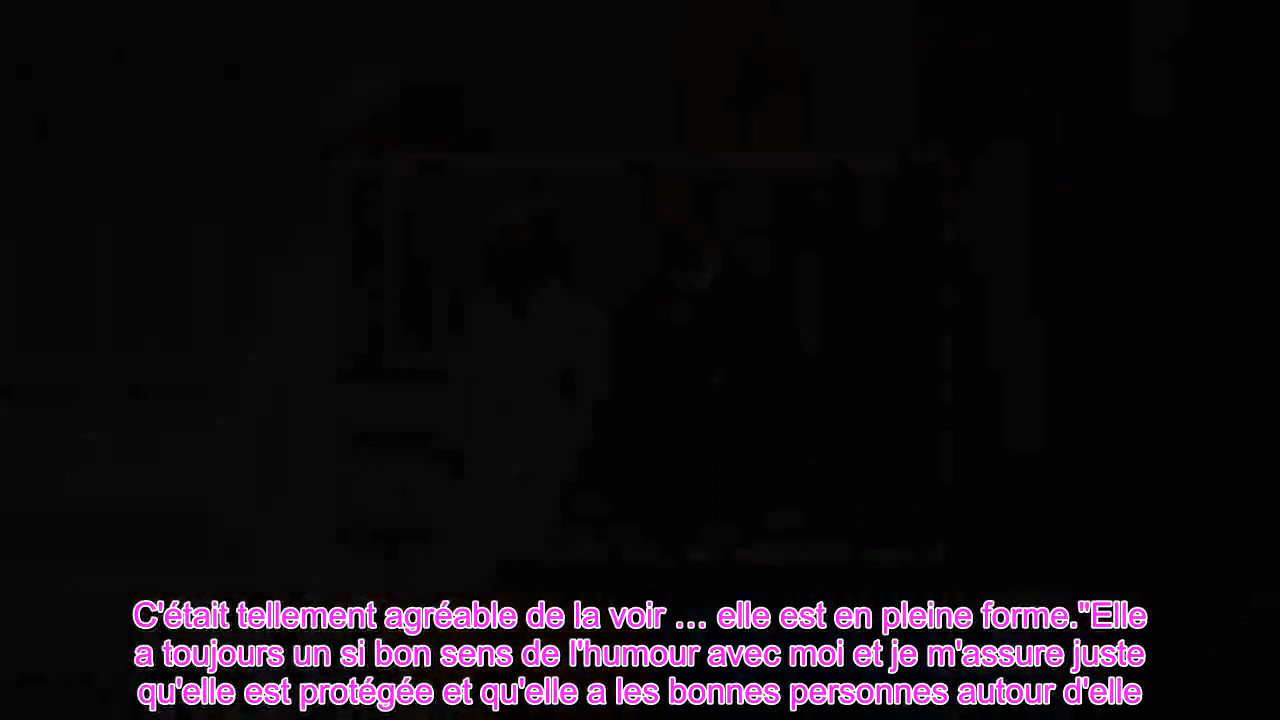 C'était tellement agréable de la voir … elle est en pleine forme."Elle
a toujours un si bon sens de l'humour avec moi et je m'assure juste
qu'elle est protégée et qu'elle a les bonnes personnes autour d'elle